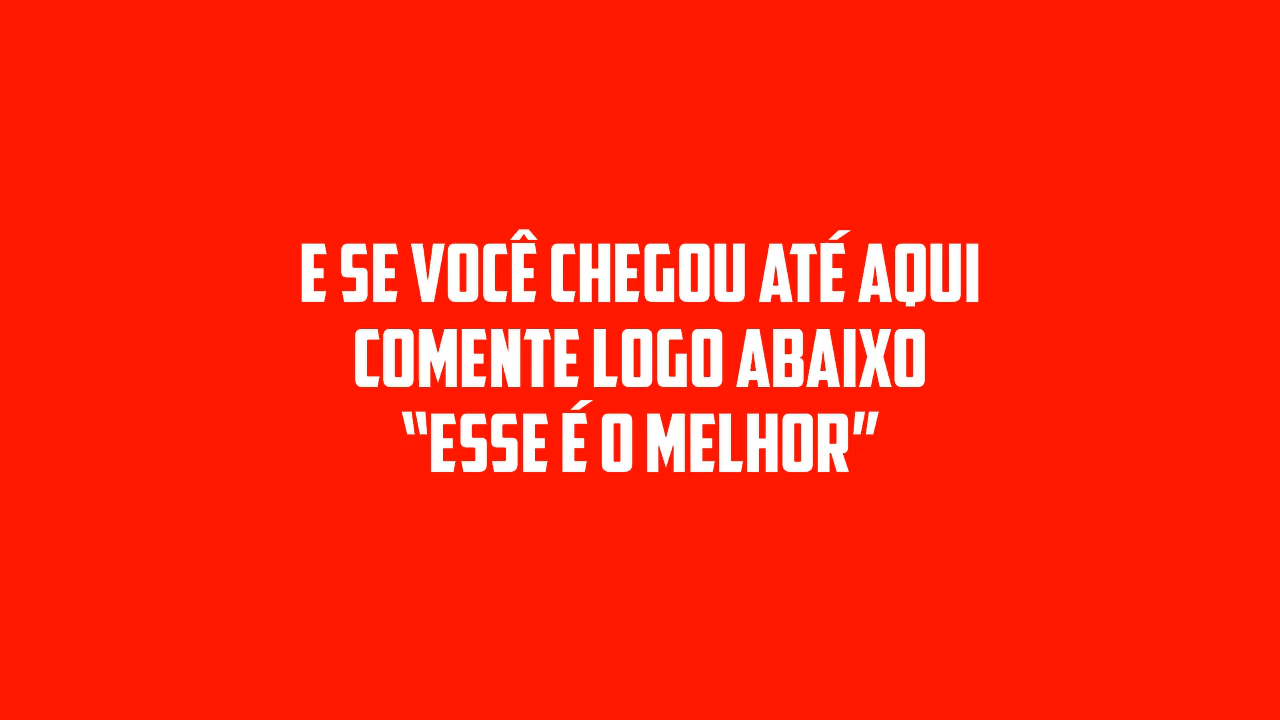 E SE VOCÊ CHEGOU ATÉ AQUI
COMENTE LOGO ABAIXO
“ESSE É O MELHOR”